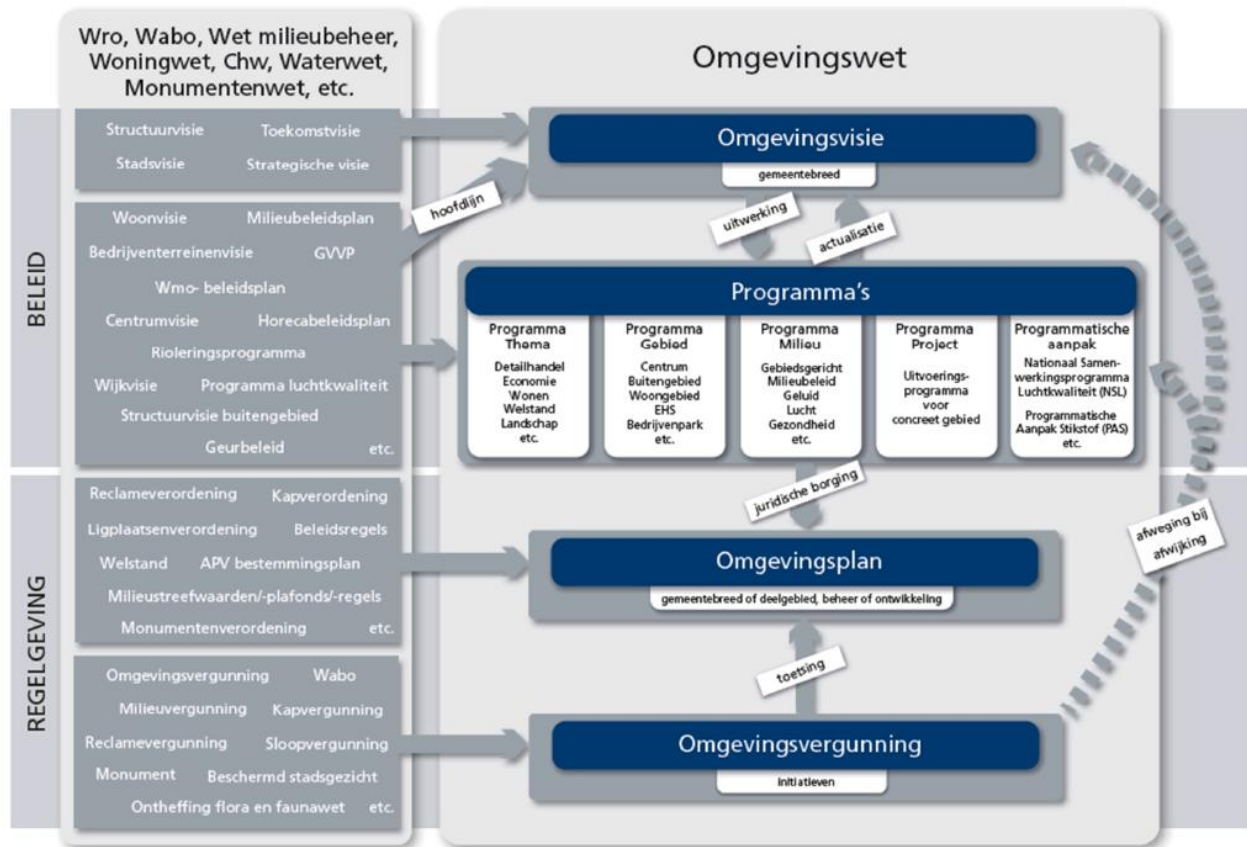 Wro, Wabo, Wet milieubeheer,
Woningwet, Chw, Waterwet,
Monumentenwet, etc.
Omgevingswet
BELEID
Structuurvisie Toekomstvisie
Stadsvisie Strategische visie
Omgevingsvisie
gemeentebreed
hoofdlijn
uitwerking
actualisatie
Woonvisie Milieubeleidsplan
Bedrijventerreinenvisie GVVP
Wmo- beleidsplan
Centrumvisie Horecabeleidsplan
Rioleringsprogramma
Wijkvisie Programma luchtkwaliteit
Structuurvisie buitengebied
Geurbeleid etc.
Programma's
Programma
Thema
Detailhandel
Economie
Wonen
Welstand
Landschap
etc.
Programma
Gebied
Centrum
Buitengebied
Woongebied
EHS
Bedrijvenpark
etc.
Programma
Milieu
Gebiedsgericht
Milieubeleid
Geluid
Lucht
Gezondheid
etc.
Programma
Project
Uitvoerings-
programma
voor
concreet gebied
Programmatische
aanpak
Nationaal Samen-
werkingsprogramma
Luchtkwaliteit (NSL)
Programmatische
Aanpak Stikstof (PAS)
etc.
juridische borging
afweging bij
afwijking
REGELGEVING
Reclameverordening Kapverordening
Ligplaatsenverordening Beleidsregels
Welstand APV bestemmingsplan
Milieustreefwaarden/-plafonds/-regels
Monumentenverordening etc.
Omgevingsplan
gemeentebreed of deelgebied, beheer of ontwikkeling
toetsing
Omgevingsvergunning Wabo
Milieuvergunning Kapvergunning
Reclamevergunning Sloopvergunning
Monument Beschermd stadsgezicht
Ontheffing flora en faunawet etc.
Omgevingsvergunning
initiatieven